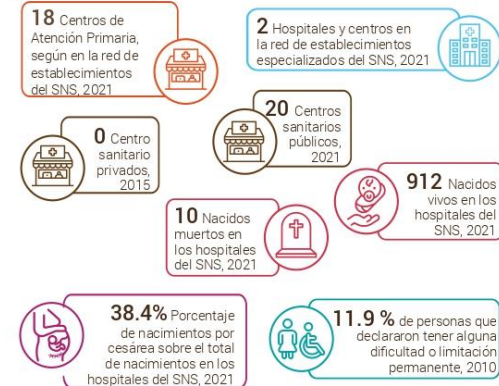 18 Centros de
Atención Primaria,
según en la red de
establecimientos
del SNS, 2021
2 Hospitales y centros en
la red de establecimientos
especializados del SNS, 2021
0 Centro
sanitario
privados,
2015
20 Centros
sanitarios
públicos,
2021
912 Nacidos
vivos en los
hospitales del
SNS, 2021
10 Nacidos
muertos en
los hospitales
del SNS, 2021
38.4% Porcentaje
de nacimientos por
cesárea sobre el total
de nacimientos en los
hospitales del SNS, 2021
11.9 % de personas que
declararon tener alguna
dificultad o limitación
permanente, 2010